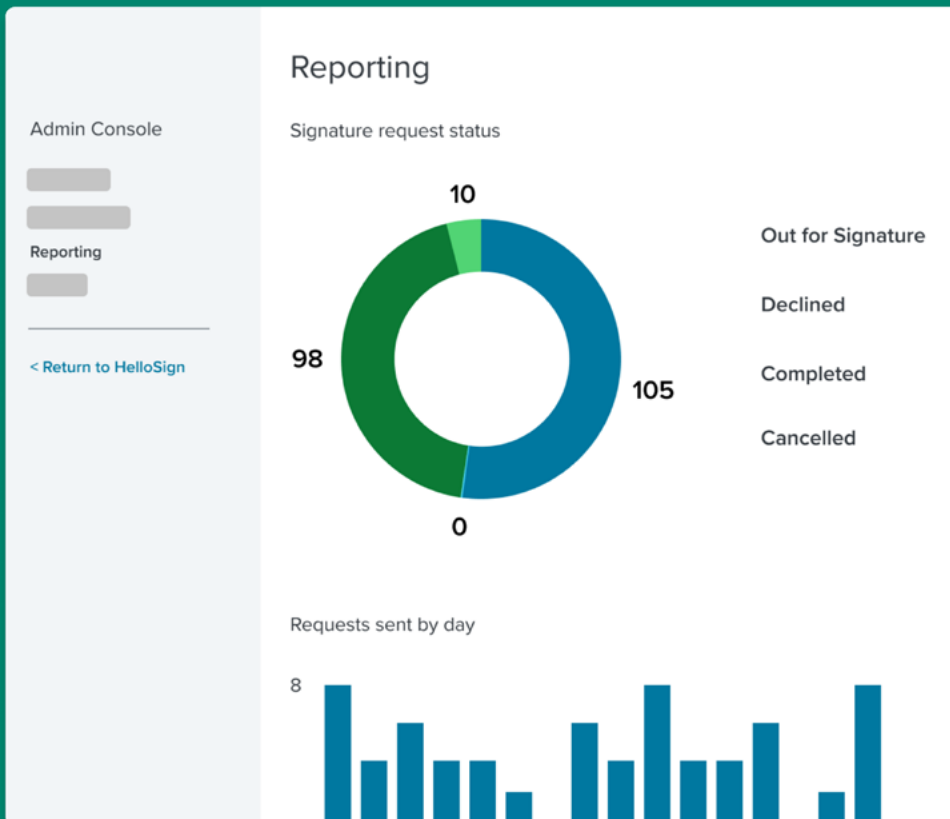 Reporting
Admin Console
Signature request status
10
Out for Signature
Reporting
Declined
98
< Return to HelloSign
Completed
105
Cancelled
0
Requests sent by day
8